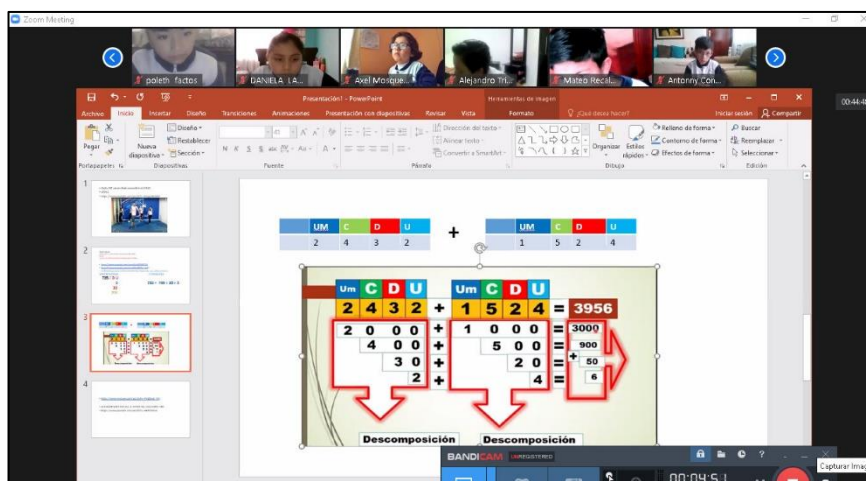 Zoom Meeting
poleth factos
DANIELA LA...
Axel Mosque...
Alejandro Tri...
Mateo Recal...
Antonny Con...
00:44:4
Presentación1 - PowerPoint
Herramientas de imagen
Archivo Inicio Insertar Diseño Transiciones Animaciones Presentación con diapositivas Revisar Vista Formato ¿Qué desea hacer? Iniciar sesión Compartir
Pegar
Nueva diapositiva
Diseño
Restablecer
Sección
Dirección del texto
Alinear texto
Convertir a SmartArt
Organizar
Estilos rápidos
Relleno de forma
Contorno de forma
Efectos de forma
Buscar
Reemplazar
Seleccionar
Portapapeles Diapositivas Fuente Párrafo Dibujo Edición
1
2
3
4
UM C D U
2 4 3 2
+
UM C D U
1 5 2 4
Um C D U Um C D U
2 4 3 2 + 1 5 2 4 = 3956
2 0 0 0 + 1 0 0 0 = 3000
4 0 0 + 5 0 0 = 900
3 0 + 2 0 = + 50
2 + 4 = 6
Descomposición Descomposición
BANDICAM UNREGISTERED
00:04:51
Capturar Imag